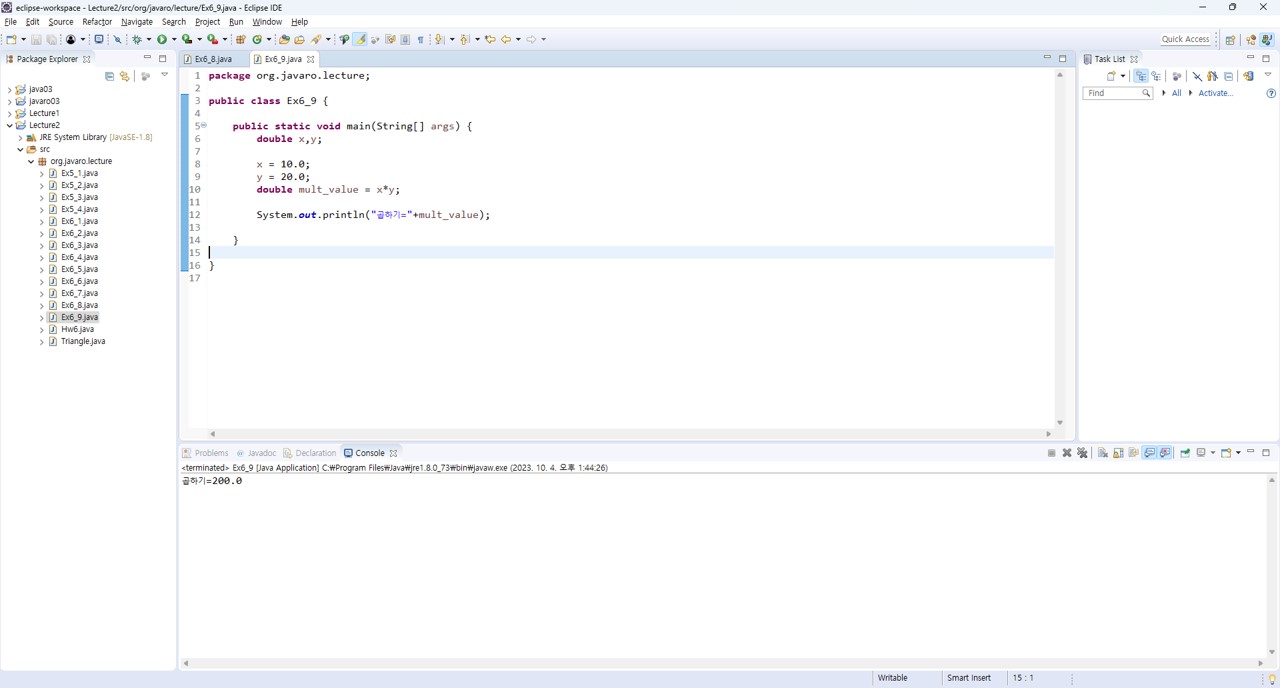 eclipse-workspace - Lecture2/src/org/javaro/lecture/Ex6_9.java - Eclipse IDE
File Edit Source Refactor Navigate Search Project Run Window Help
Quick Access
Package Explorer
java03
javaro03
Lecture1
Lecture2
JRE System Library [JavaSE-1.8]
src
org.javaro.lecture
Ex5_1.java
Ex5_2.java
Ex5_3.java
Ex5_4.java
Ex6_1.java
Ex6_2.java
Ex6_3.java
Ex6_4.java
Ex6_5.java
Ex6_6.java
Ex6_7.java
Ex6_8.java
Ex6_9.java
Hw6.java
Triangle.java
Ex6_8.java Ex6_9.java
1 package org.javaro.lecture;
2
3 public class Ex6_9 {
4
5 public static void main(String[] args) {
6 double x,y;
7
8 x = 10.0;
9 y = 20.0;
10 double mult_value = x*y;
11
12 System.out.println("곱하기="+mult_value);
13
14 }
15
16 }
17
Task List
Find All Activate...
Problems Javadoc Declaration Console
<terminated> Ex6_9 [Java Application] C:₩Program Files₩Java₩jre1.8.0_73₩bin₩javaw.exe (2023. 10. 4. 오후 1:44:26)
곱하기=200.0
Writable Smart Insert 15 : 1